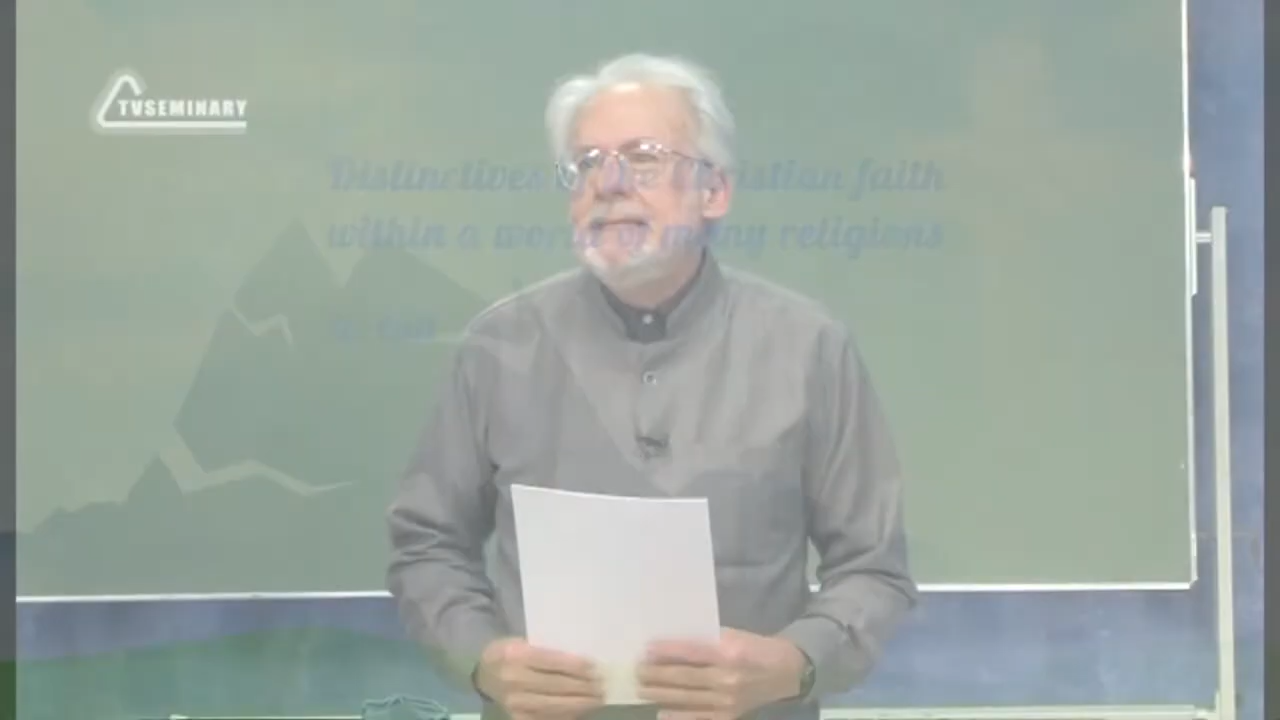 TVSEMINARY
Distinctives of the Christian faith
within a world of many religions